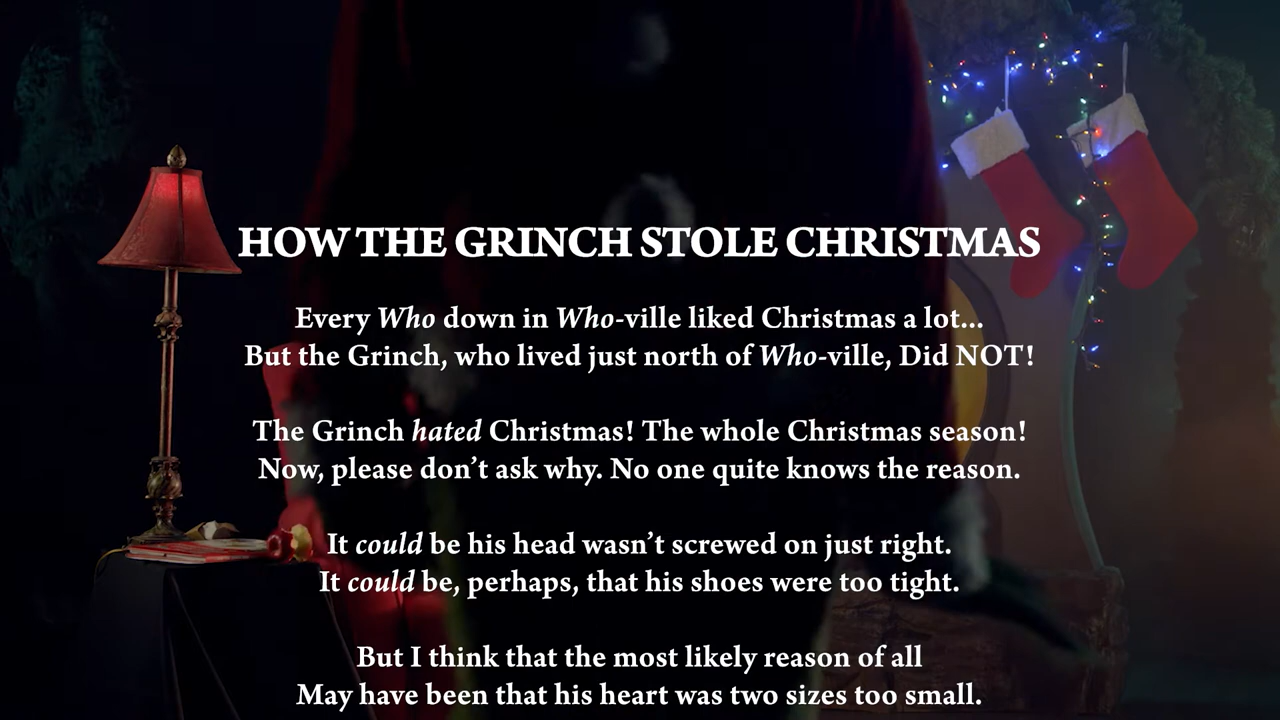 HOW THE GRINCH STOLE CHRISTMAS
Every Who down in Who-ville liked Christmas a lot...
But the Grinch, who lived just north of Who-ville, Did NOT!
The Grinch hated Christmas! The whole Christmas season!
Now, please don’t ask why. No one quite knows the reason.
It could be his head wasn’t screwed on just right.
It could be, perhaps, that his shoes were too tight.
But I think that the most likely reason of all
May have been that his heart was two sizes too small.